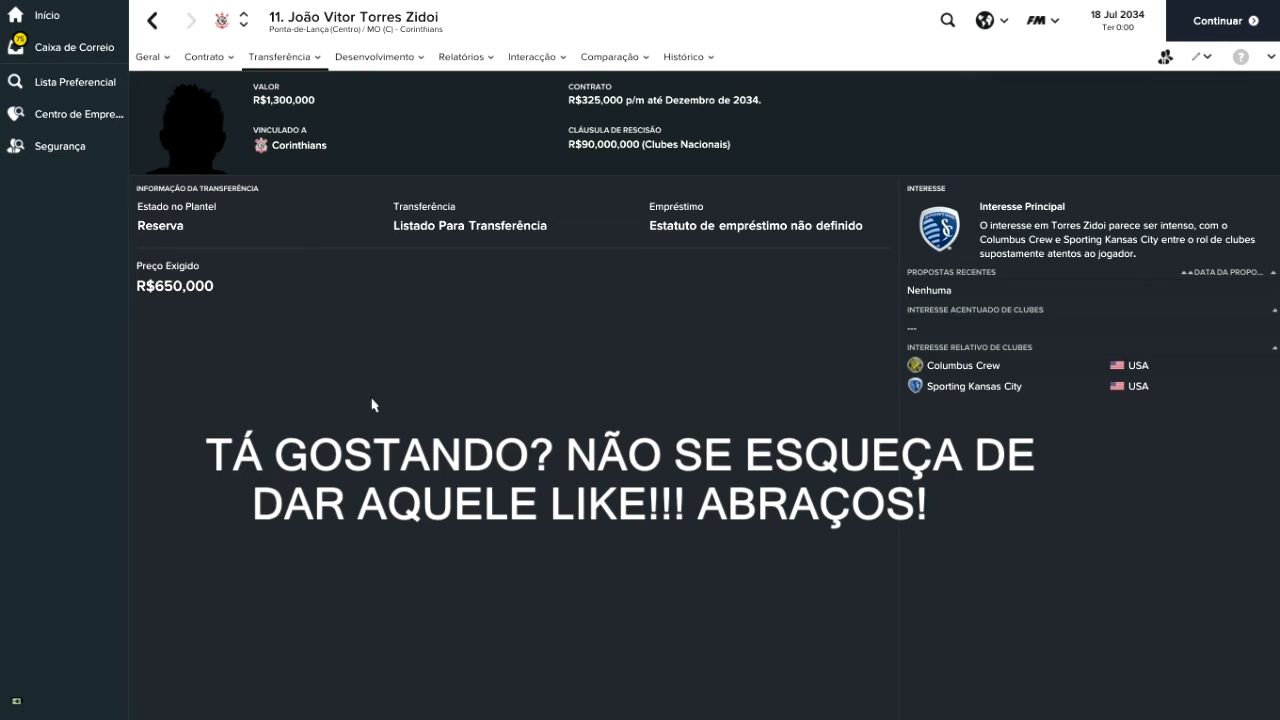 Início
Caixa de Correio
75
Lista Preferencial
Centro de Empre...
Segurança
11. João Vitor Torres Zidoi
Ponta-de-Lança (Centro) / MO (C) - Corinthians
FM
18 Jul 2034
Ter 0:00
Continuar
Geral
Contrato
Transferência
Desenvolvimento
Relatórios
Interacção
Comparação
Histórico
?
VALOR
R$1,300,000
VINCULADO A
Corinthians
CONTRATO
R$325,000 p/m até Dezembro de 2034.
CLÁUSULA DE RESCISÃO
R$90,000,000 (Clubes Nacionais)
INFORMAÇÃO DA TRANSFERÊNCIA
Estado no Plantel
Reserva
Transferência
Listado Para Transferência
Empréstimo
Estatuto de empréstimo não definido
Preço Exigido
R$650,000
INTERESSE
Interesse Principal
O interesse em Torres Zidoi parece ser intenso, com o
Columbus Crew e Sporting Kansas City entre o rol de clubes
supostamente atentos ao jogador.
PROPOSTAS RECENTES
DATA DA PROPO...
Nenhuma
INTERESSE ACENTUADO DE CLUBES
---
INTERESSE RELATIVO DE CLUBES
Columbus Crew USA
Sporting Kansas City USA
TÁ GOSTANDO? NÃO SE ESQUEÇA DE
DAR AQUELE LIKE!!! ABRAÇOS!